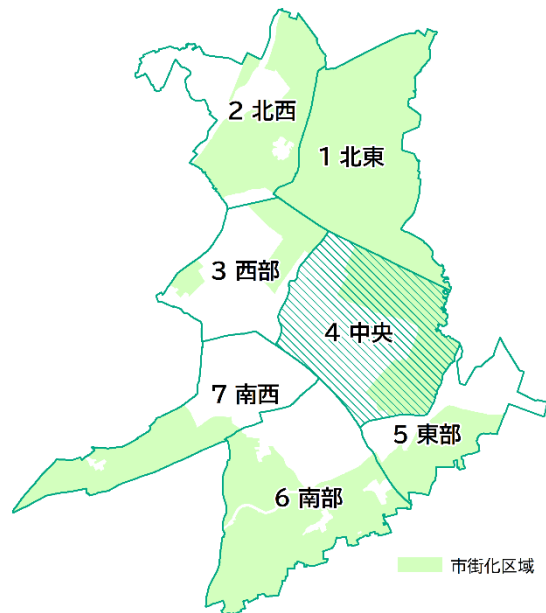 2 北西
1 北東
3 西部
4 中央
7 南西
5 東部
6 南部
市街化区域